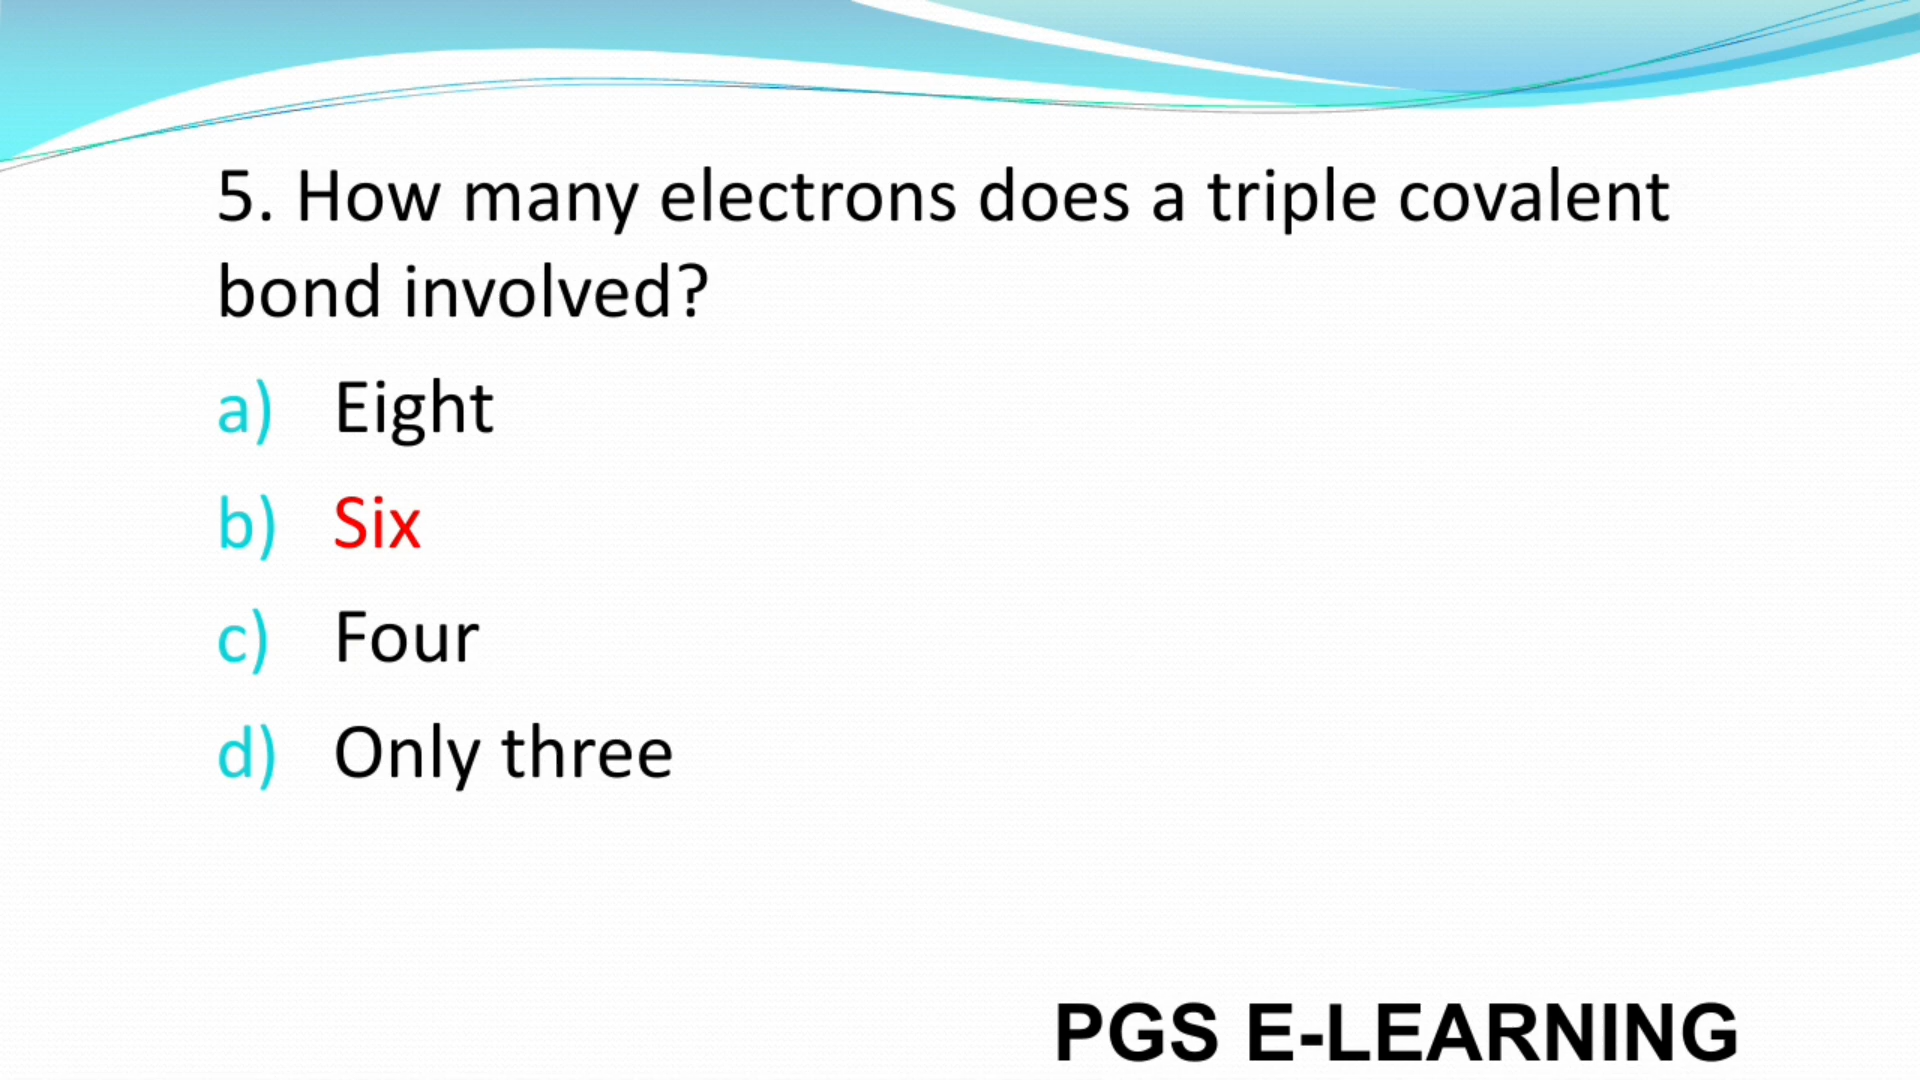 5. How many electrons does a triple covalent
bond involved?
a) Eight
b) Six
c) Four
d) Only three
PGS E-LEARNING